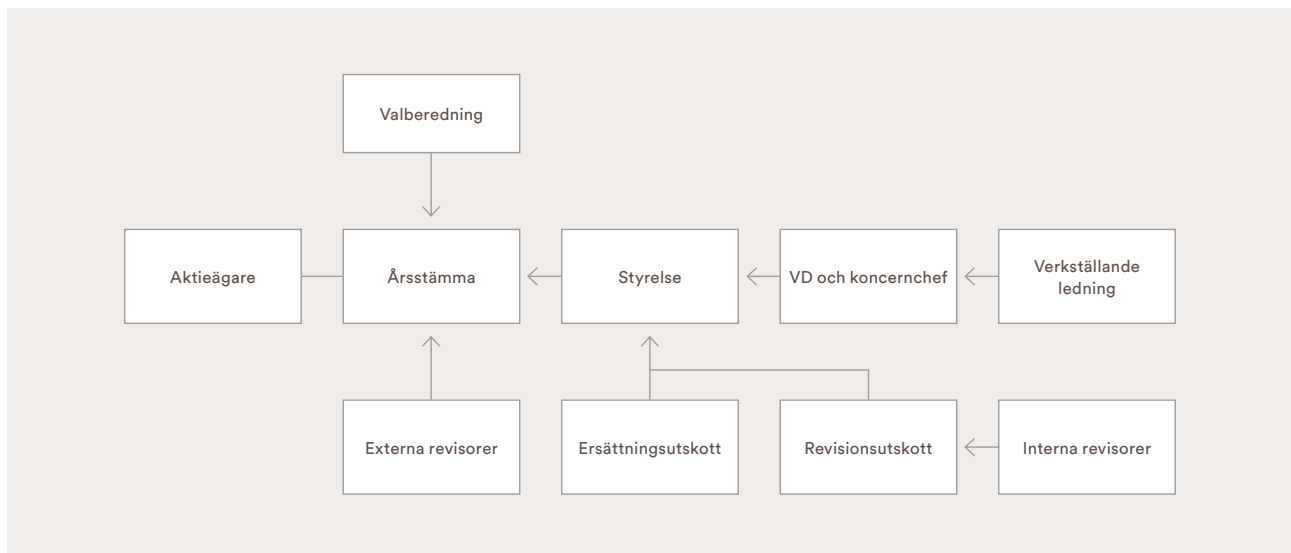 Valberedning
Aktieägare
Årsstämma
Styrelse
VD och koncernchef
Verkställande
ledning
Externa revisorer
Ersättningsutskott
Revisionsutskott
Interna revisorer